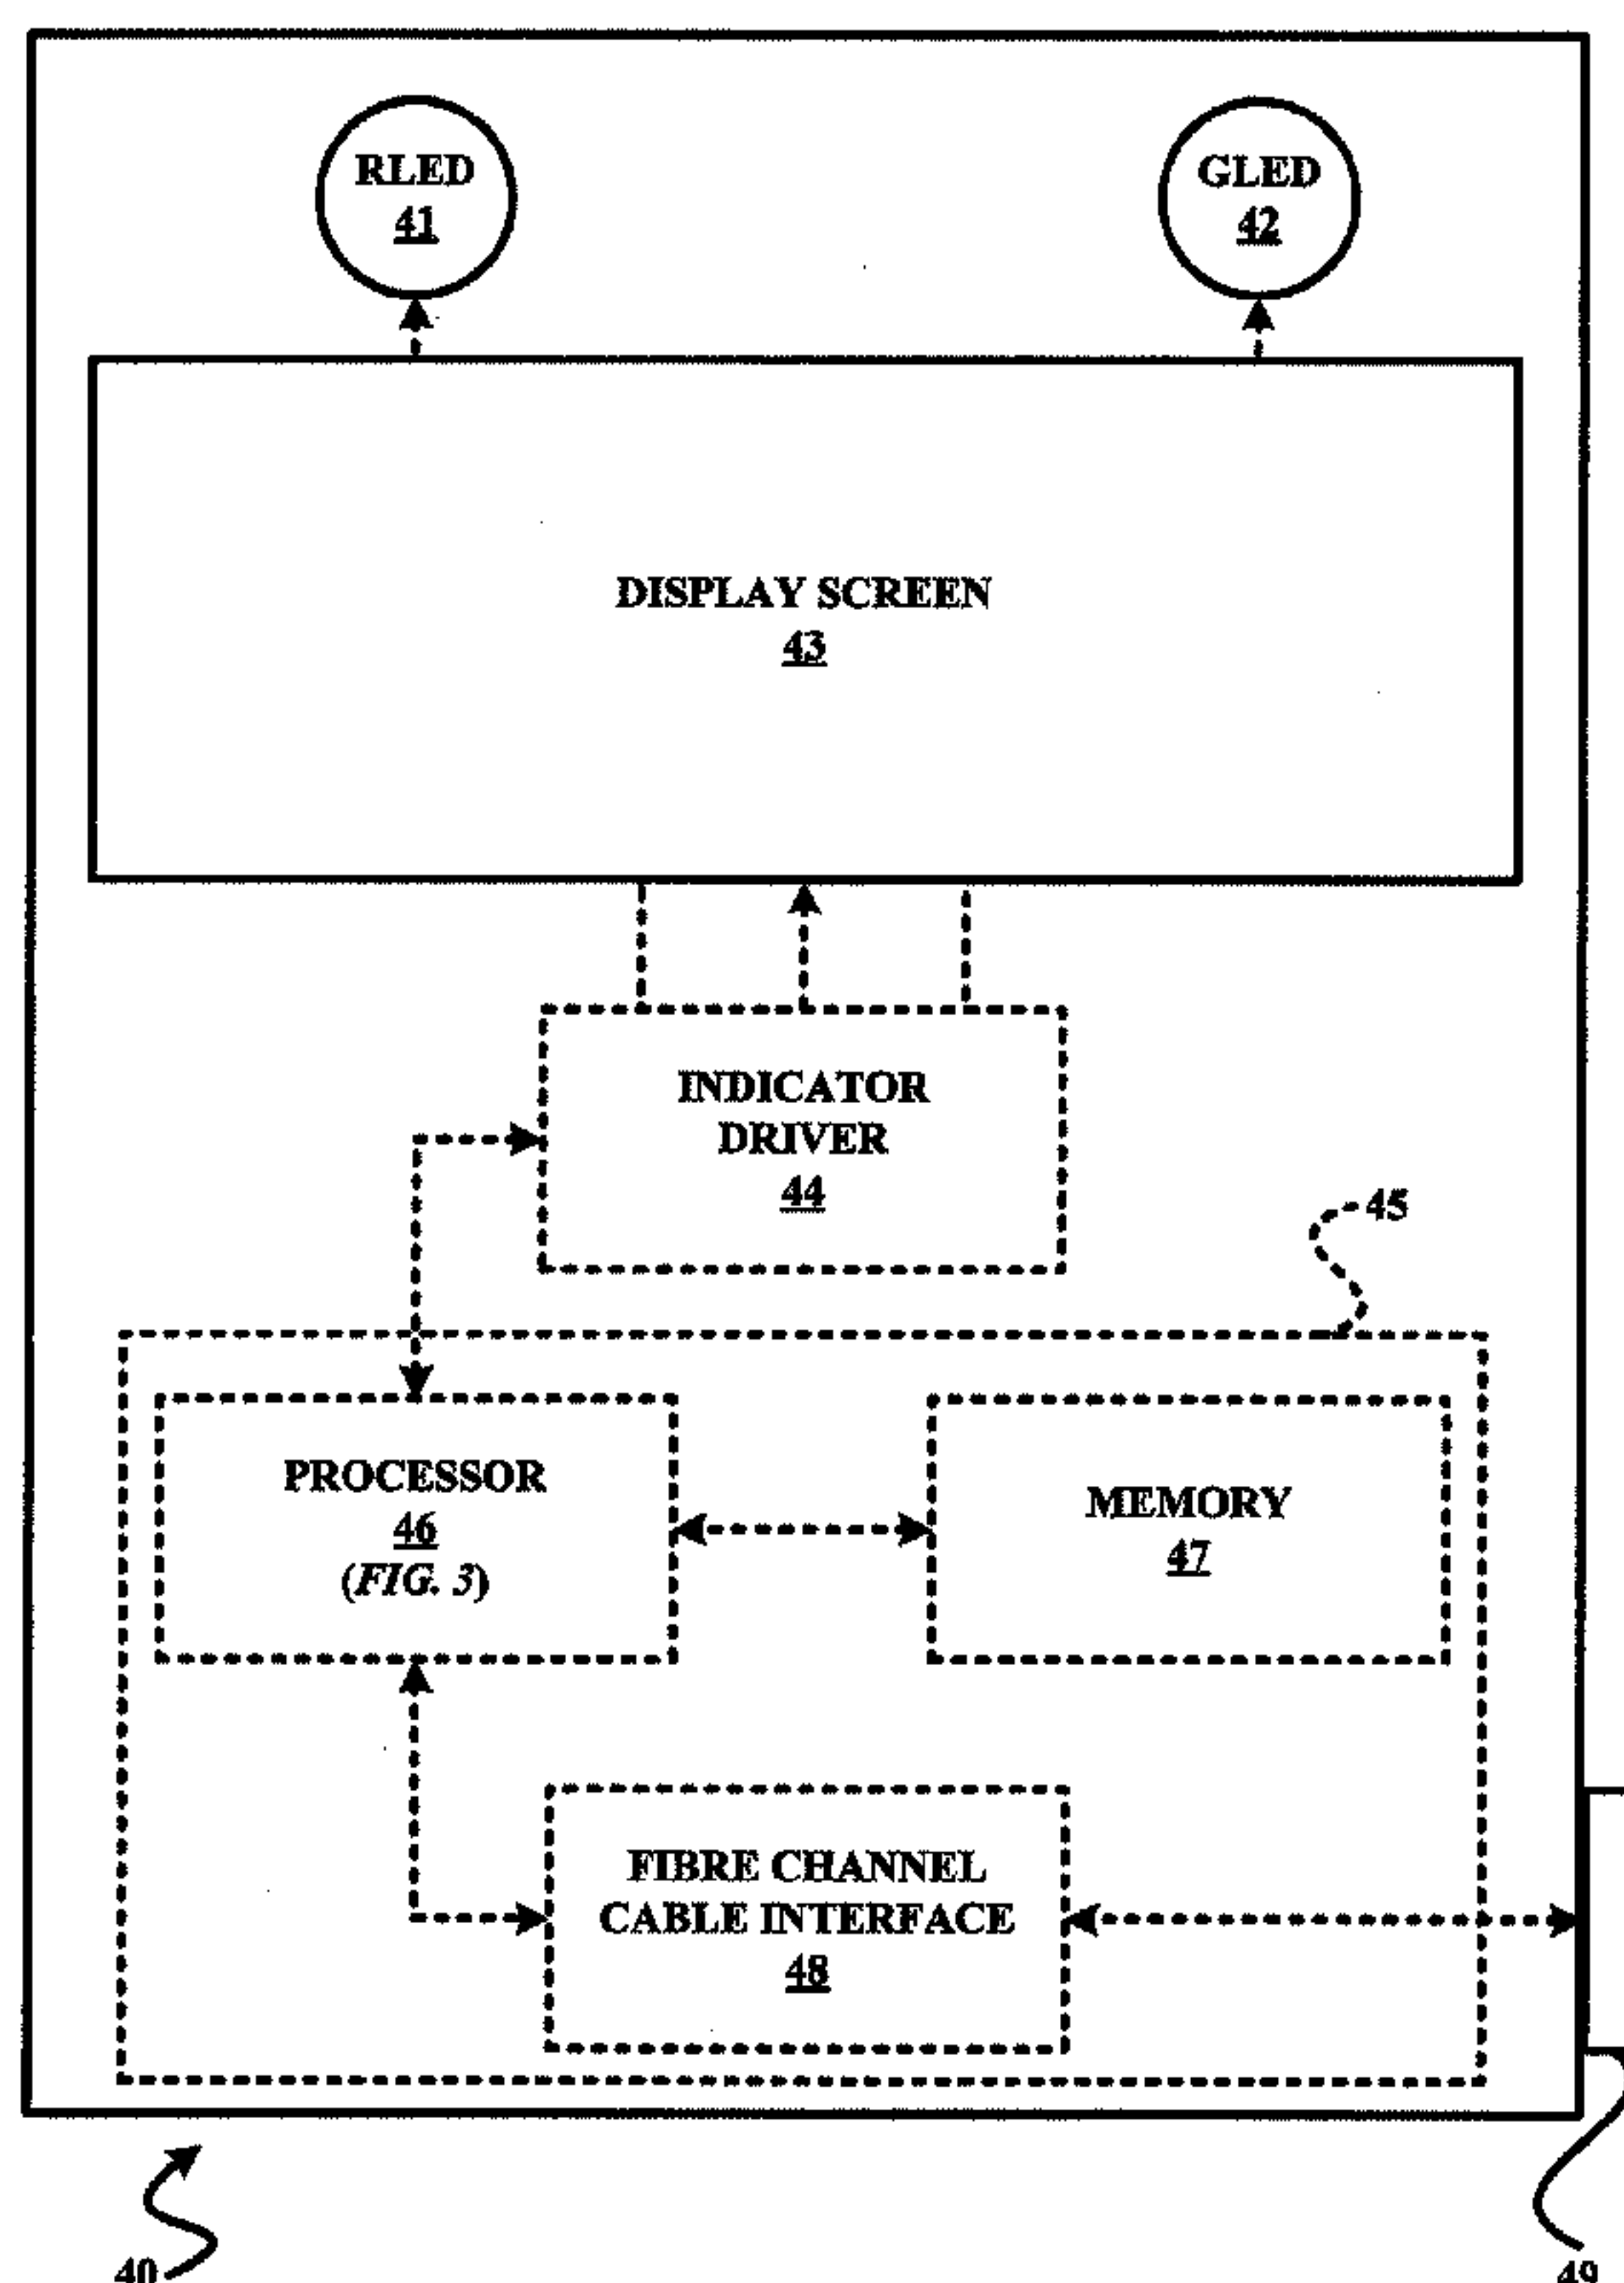 RLED
41
GLED
42
DISPLAY SCREEN
43
INDICATOR
DRIVER
44
45
PROCESSOR
46
(FIG. 3)
MEMORY
47
FIBRE CHANNEL
CABLE INTERFACE
48
40
49